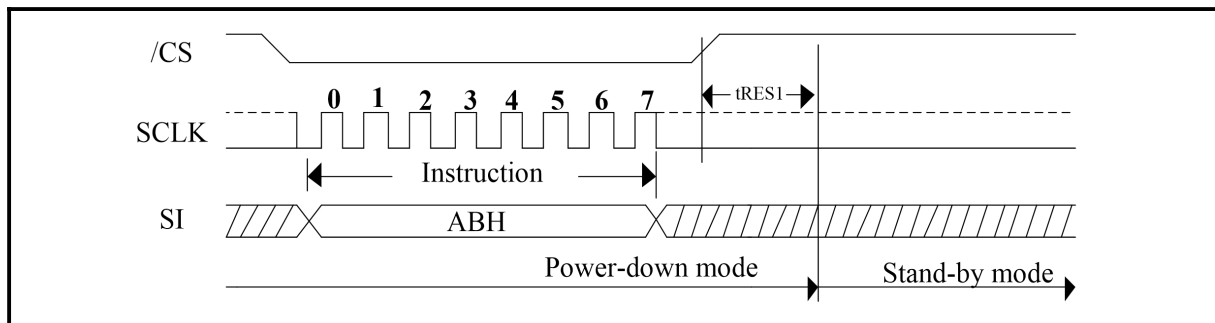 /CS
tRES1
0 1 2 3 4 5 6 7
SCLK
Instruction
SI
ABH
Power-down mode
Stand-by mode